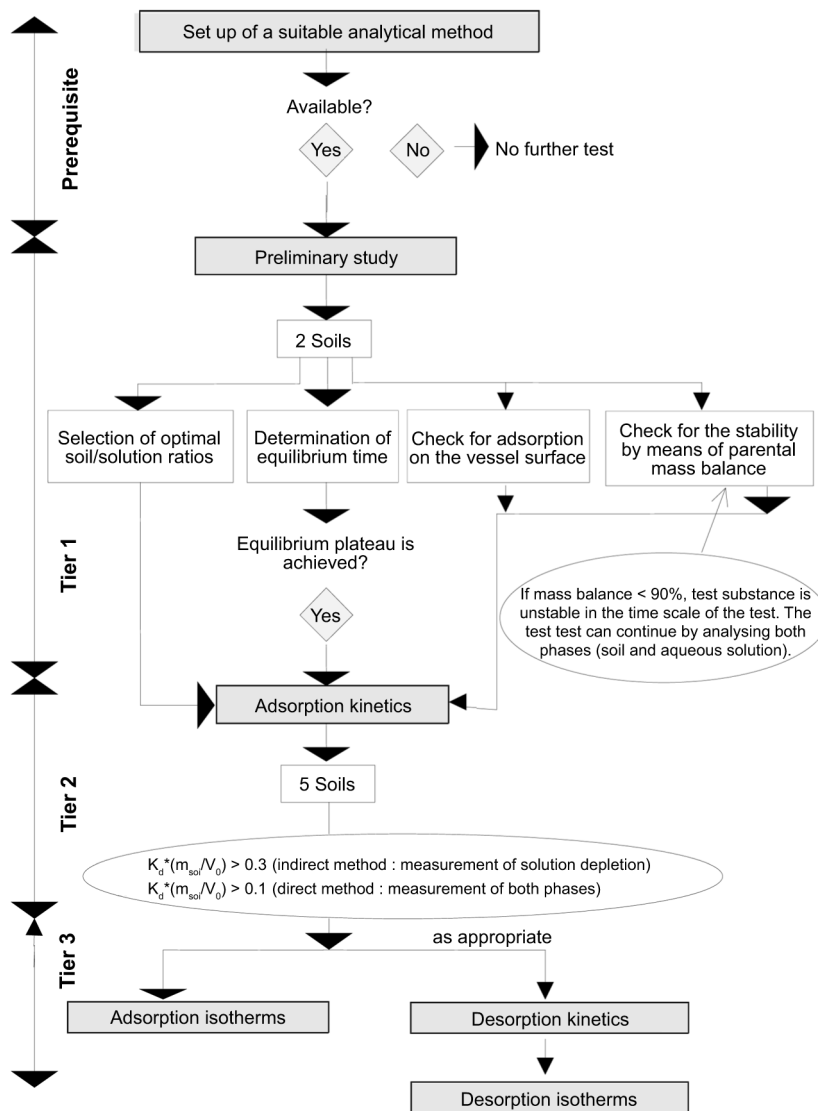 Set up of a suitable analytical method
Available?
Yes
No
No further test
Prerequisite
Preliminary study
2 Soils
Selection of optimal
soil/solution ratios
Determination of
equilibrium time
Check for adsorption
on the vessel surface
Check for the stability
by means of parental
mass balance
Equilibrium plateau is
achieved?
Yes
If mass balance < 90%, test substance is
unstable in the time scale of the test. The
test test can continue by analysing both
phases (soil and aqueous solution).
Tier 1
Adsorption kinetics
5 Soils
Tier 2
K_d*(m_soi/V_0) > 0.3 (indirect method : measurement of solution depletion)
K_d*(m_soi/V_0) > 0.1 (direct method : measurement of both phases)
Tier 3
as appropriate
Adsorption isotherms
Desorption kinetics
Desorption isotherms